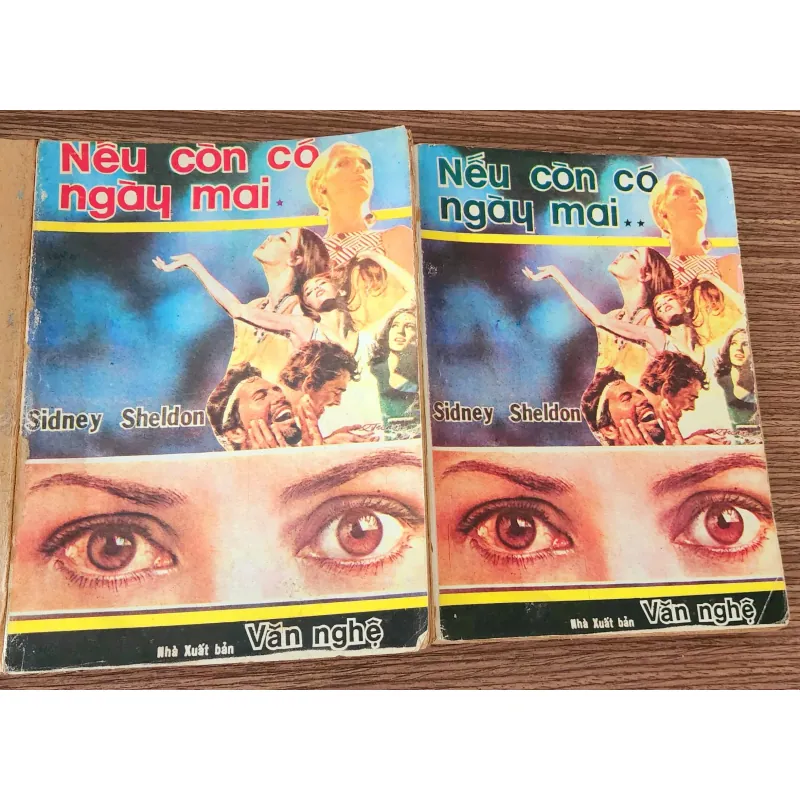 Nếu còn có
ngày mai.*
Sidney Sheldon
Nhà Xuất bản Văn nghệ
Nếu còn có
ngày mai..**
Sidney Sheldon
Nhà Xuất bản Văn nghệ